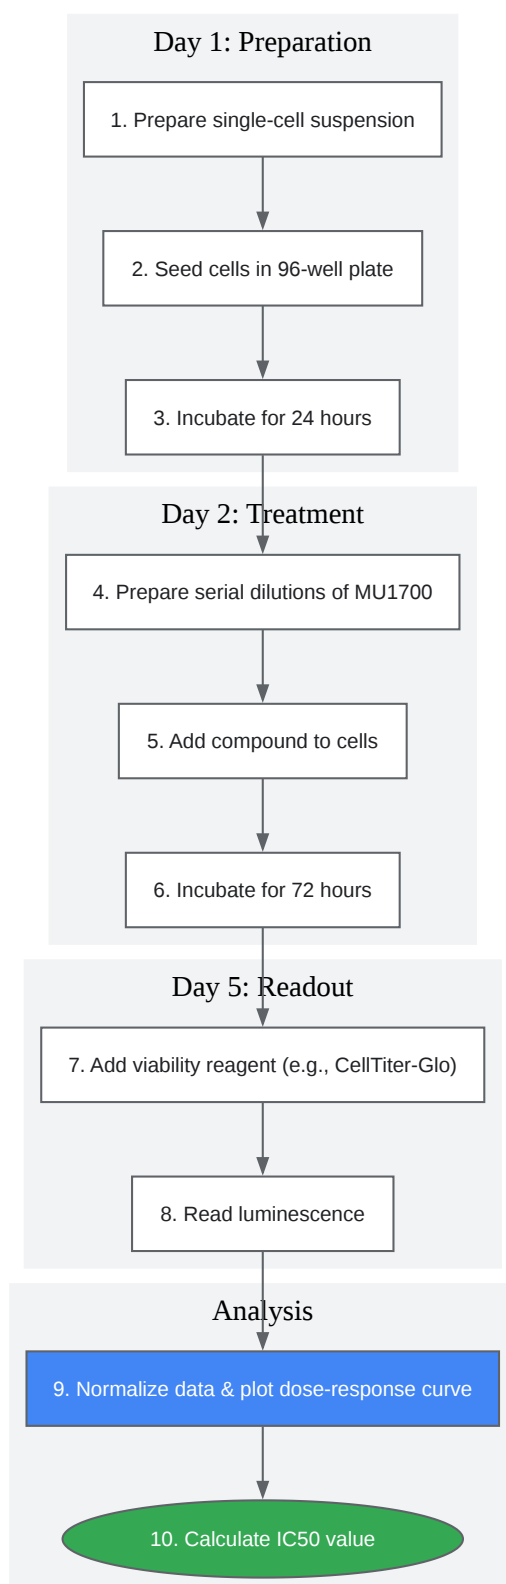 Day 1: Preparation
1. Prepare single-cell suspension
2. Seed cells in 96-well plate
3. Incubate for 24 hours
Day 2: Treatment
4. Prepare serial dilutions of MU1700
5. Add compound to cells
6. Incubate for 72 hours
Day 5: Readout
7. Add viability reagent (e.g., CellTiter-Glo)
8. Read luminescence
Analysis
9. Normalize data & plot dose-response curve
10. Calculate IC50 value